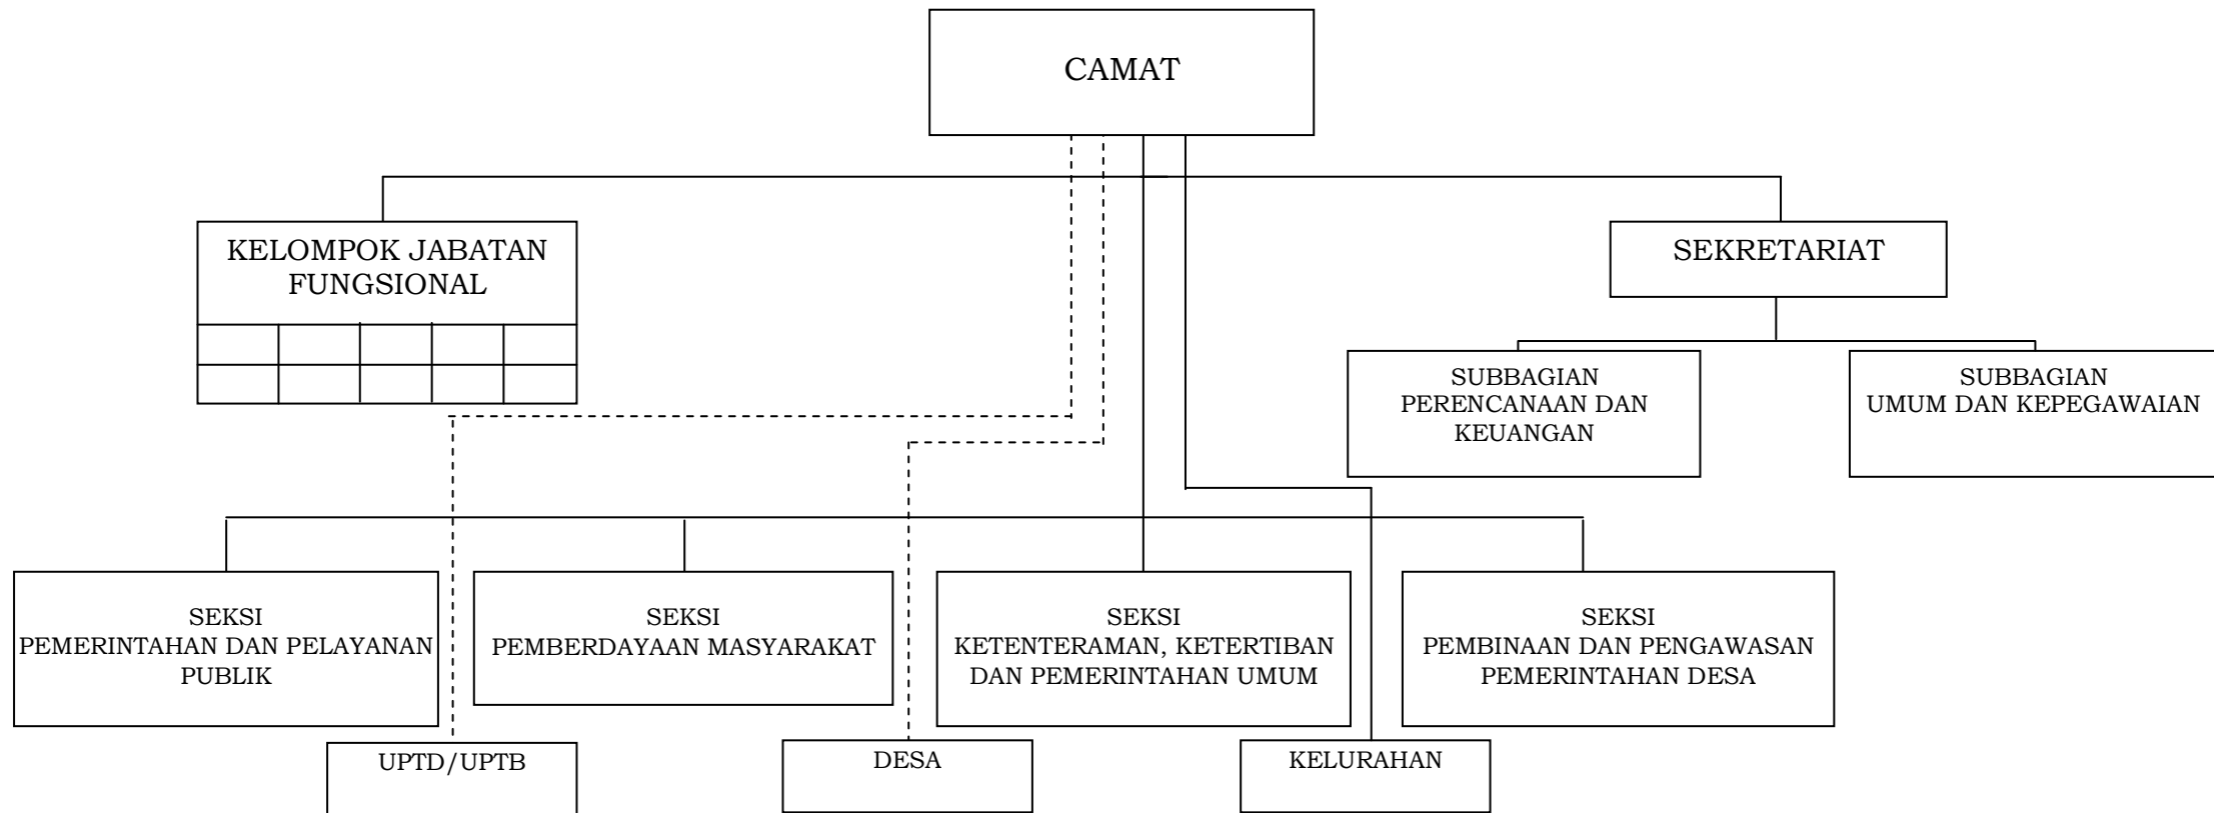 CAMAT
KELOMPOK JABATAN
FUNGSIONAL
SEKRETARIAT
SUBBAGIAN
PERENCANAAN DAN
KEUANGAN
SUBBAGIAN
UMUM DAN KEPEGAWAIAN
SEKSI
PEMERINTAHAN DAN PELAYANAN
PUBLIK
SEKSI
PEMBERDAYAAN MASYARAKAT
SEKSI
KETENTERAMAN, KETERTIBAN
DAN PEMERINTAHAN UMUM
SEKSI
PEMBINAAN DAN PENGAWASAN
PEMERINTAHAN DESA
UPTD/UPTB
DESA
KELURAHAN